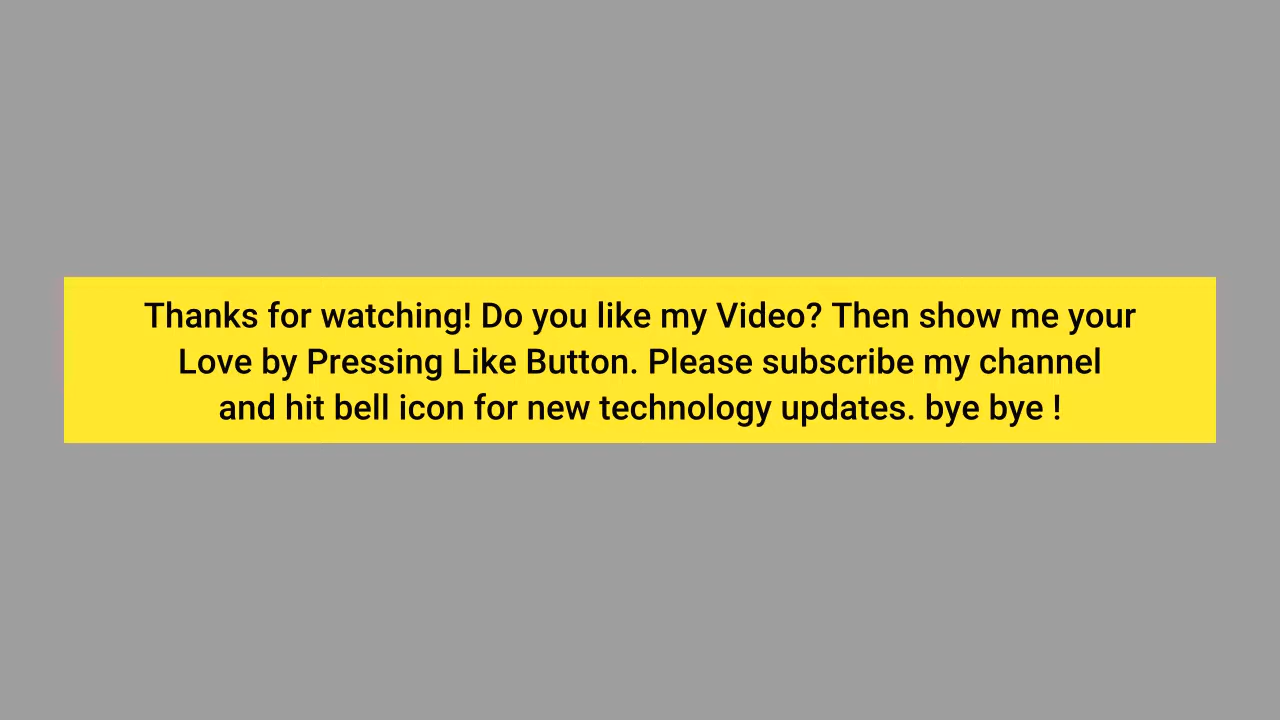 Thanks for watching! Do you like my Video? Then show me your
Love by Pressing Like Button. Please subscribe my channel
and hit bell icon for new technology updates. bye bye !